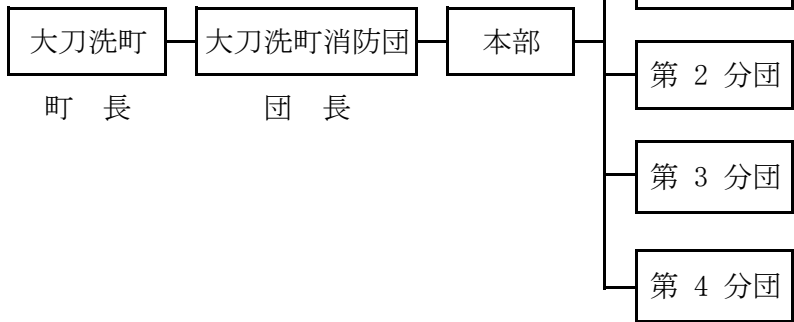 大刀洗町
大刀洗町消防団
本部
町 長
団 長
第 2 分団
第 3 分団
第 4 分団